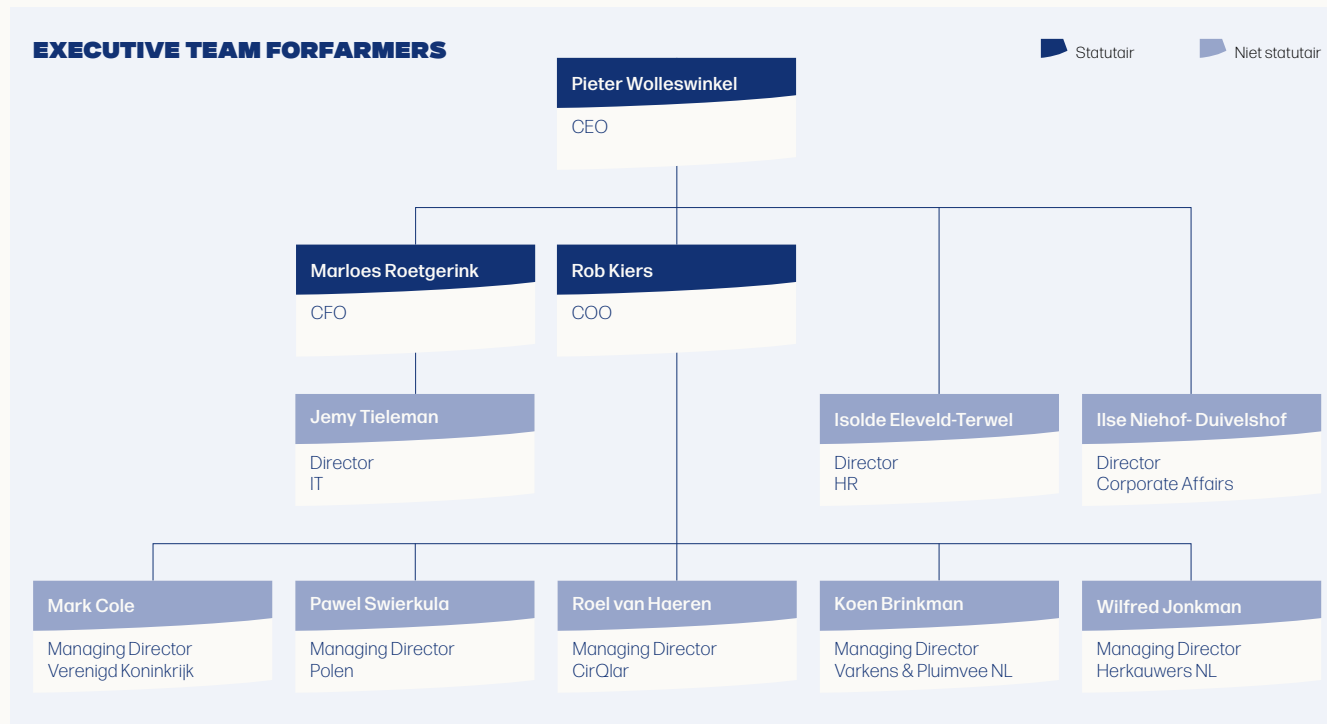 EXECUTIVE TEAM FORFARMERS
Statutair
Niet statutair
Pieter Wolleswinkel
CEO
Marloes Roetgerink
CFO
Rob Kiers
COO
Jemy Tieleman
Director
IT
Isolde Eleveld-Terwel
Director
HR
Ilse Niehof- Duivelshof
Director
Corporate Affairs
Mark Cole
Managing Director
Verenigd Koninkrijk
Pawel Swierkula
Managing Director
Polen
Roel van Haeren
Managing Director
CirQlar
Koen Brinkman
Managing Director
Varkens & Pluimvee NL
Wilfred Jonkman
Managing Director
Herkauwers NL